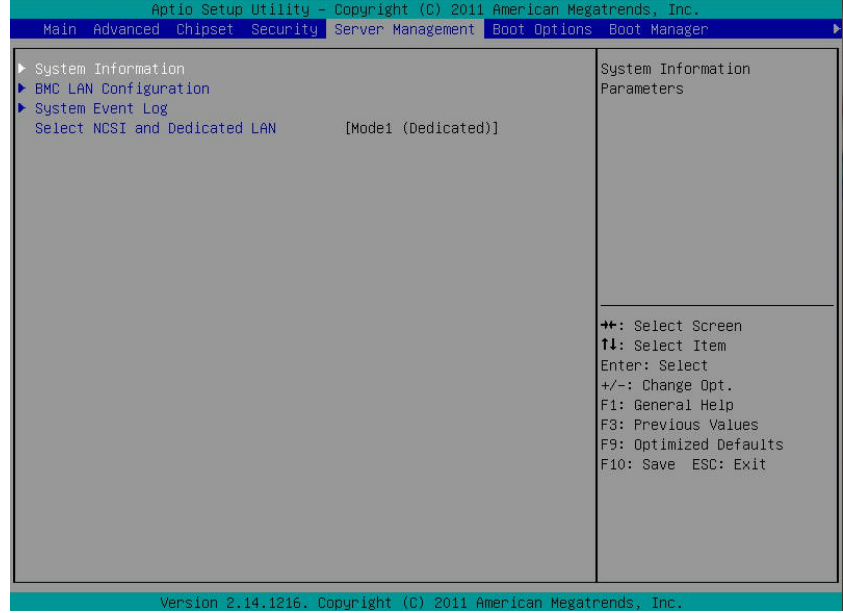 Aptio Setup Utility – Copyright (C) 2011 American Megatrends, Inc.
Main Advanced Chipset Security Server Management Boot Options Boot Manager
System Information
BMC LAN Configuration
System Event Log
Select NCSI and Dedicated LAN [Mode1 (Dedicated)]
System Information
Parameters
→←: Select Screen
↑↓: Select Item
Enter: Select
+/-: Change Opt.
F1: General Help
F3: Previous Values
F9: Optimized Defaults
F10: Save ESC: Exit
Version 2.14.1216. Copyright (C) 2011 American Megatrends, Inc.